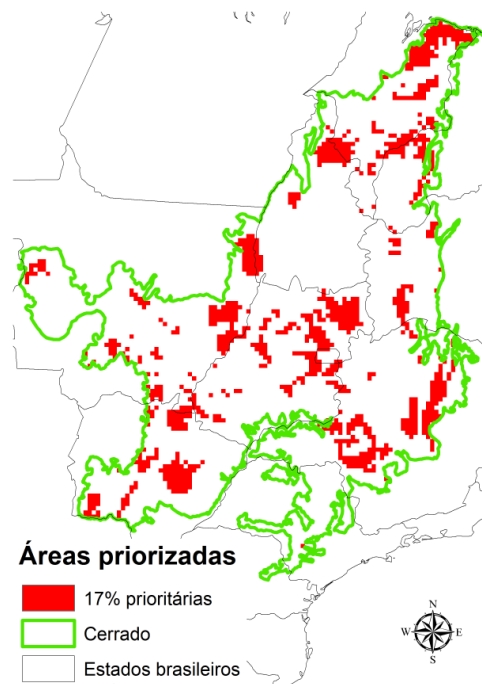 Áreas priorizadas
17% prioritárias
Cerrado
Estados brasileiros
N
W E
S